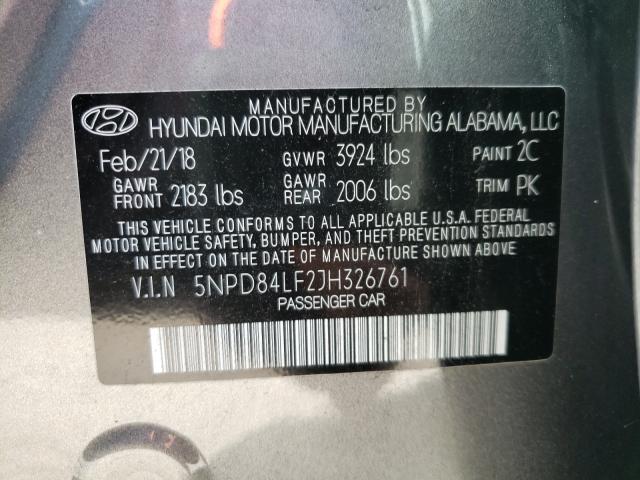 MANUFACTURED BY
HYUNDAI MOTOR MANUFACTURING ALABAMA, LLC
Feb/21/18 GVWR 3924 lbs PAINT 2C
GAWR FRONT 2183 lbs GAWR REAR 2006 lbs TRIM PK
THIS VEHICLE CONFORMS TO ALL APPLICABLE U.S.A. FEDERAL
MOTOR VEHICLE SAFETY, BUMPER, AND THEFT PREVENTION STANDARDS
IN EFFECT ON THE DATE OF MANUFACTURE SHOWN ABOVE.
V.I.N 5NPD84LF2JH326761
PASSENGER CAR